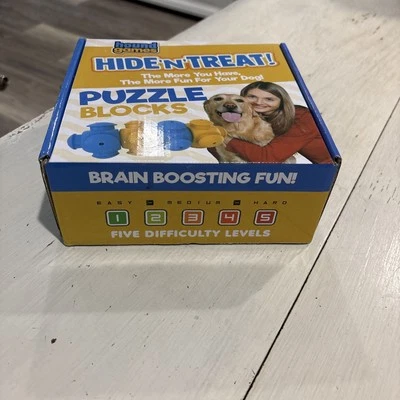 hound
games
HIDE 'N' TREAT!
The More You Have,
The More Fun For Your Dog!
PUZZLE
BLOCKS
BRAIN BOOSTING FUN!
EASY MEDIUM HARD
1 2 3 4 5
FIVE DIFFICULTY LEVELS